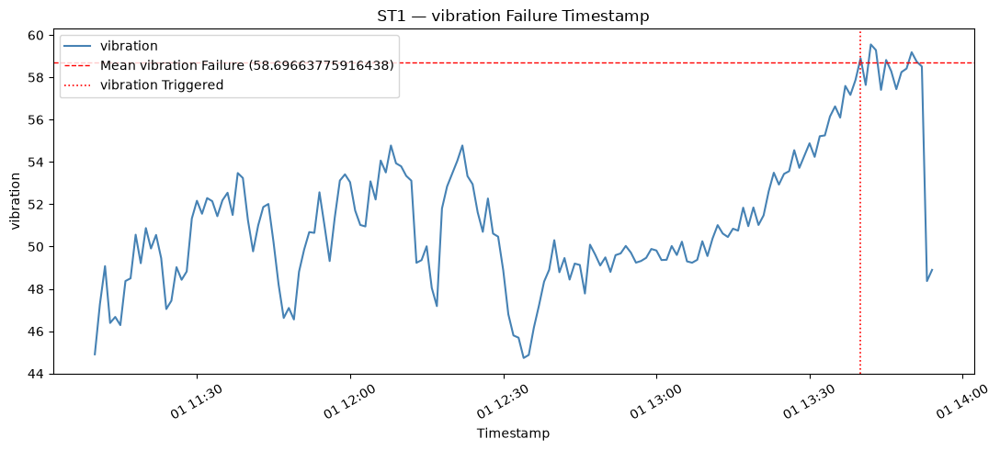 ST1 — vibration Failure Timestamp
vibration
Mean vibration Failure (58.69663775916438)
vibration Triggered
60
58
56
54
52
50
48
46
44
vibration
01 11:30
01 12:00
01 12:30
01 13:00
01 13:30
01 14:00
Timestamp